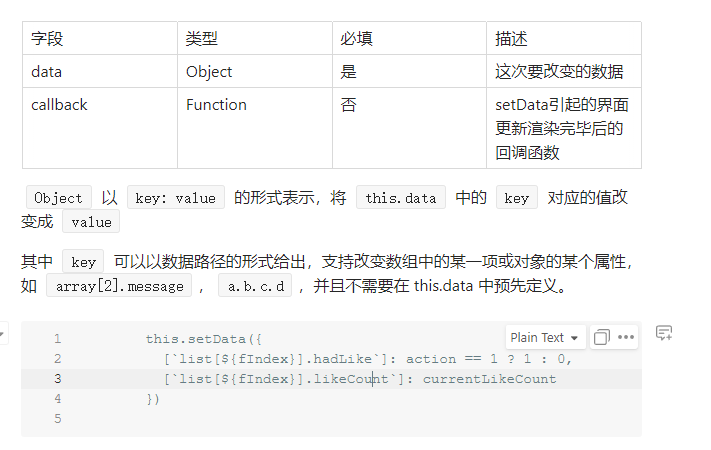 字段 类型 必填 描述
data Object 是 这次要改变的数据
callback Function 否 setData引起的界面
更新渲染完毕后的
回调函数
Object 以 key: value 的形式表示，将 this.data 中的 key 对应的值改
变成 value
其中 key 可以以数据路径的形式给出，支持改变数组中的某一项或对象的某个属性，
如 array[2].message ， a.b.c.d ，并且不需要在 this.data 中预先定义。
Plain Text
1 this.setData({
2 [`list[${fIndex}].hadLike`]: action == 1 ? 1 : 0,
3 [`list[${fIndex}].likeCount`]: currentLikeCount
4 })
5